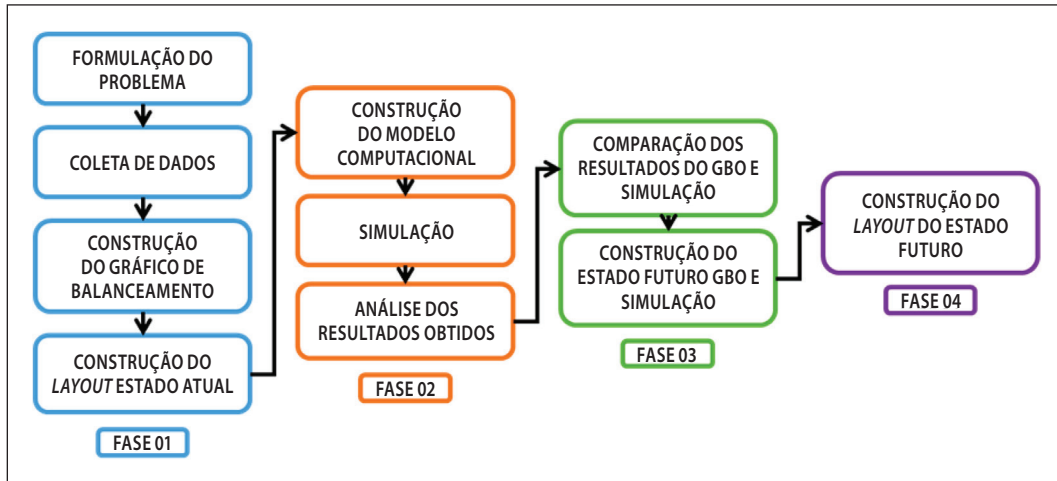 FORMULAÇÃO DO
PROBLEMA
COLETA DE DADOS
CONSTRUÇÃO
DO GRÁFICO DE
BALANCEAMENTO
CONSTRUÇÃO DO
LAYOUT ESTADO ATUAL
FASE 01
CONSTRUÇÃO
DO MODELO
COMPUTACIONAL
SIMULAÇÃO
ANÁLISE DOS
RESULTADOS OBTIDOS
FASE 02
COMPARAÇÃO DOS
RESULTADOS DO GBO E
SIMULAÇÃO
CONSTRUÇÃO DO
ESTADO FUTURO GBO E
SIMULAÇÃO
FASE 03
CONSTRUÇÃO DO
LAYOUT DO ESTADO
FUTURO
FASE 04